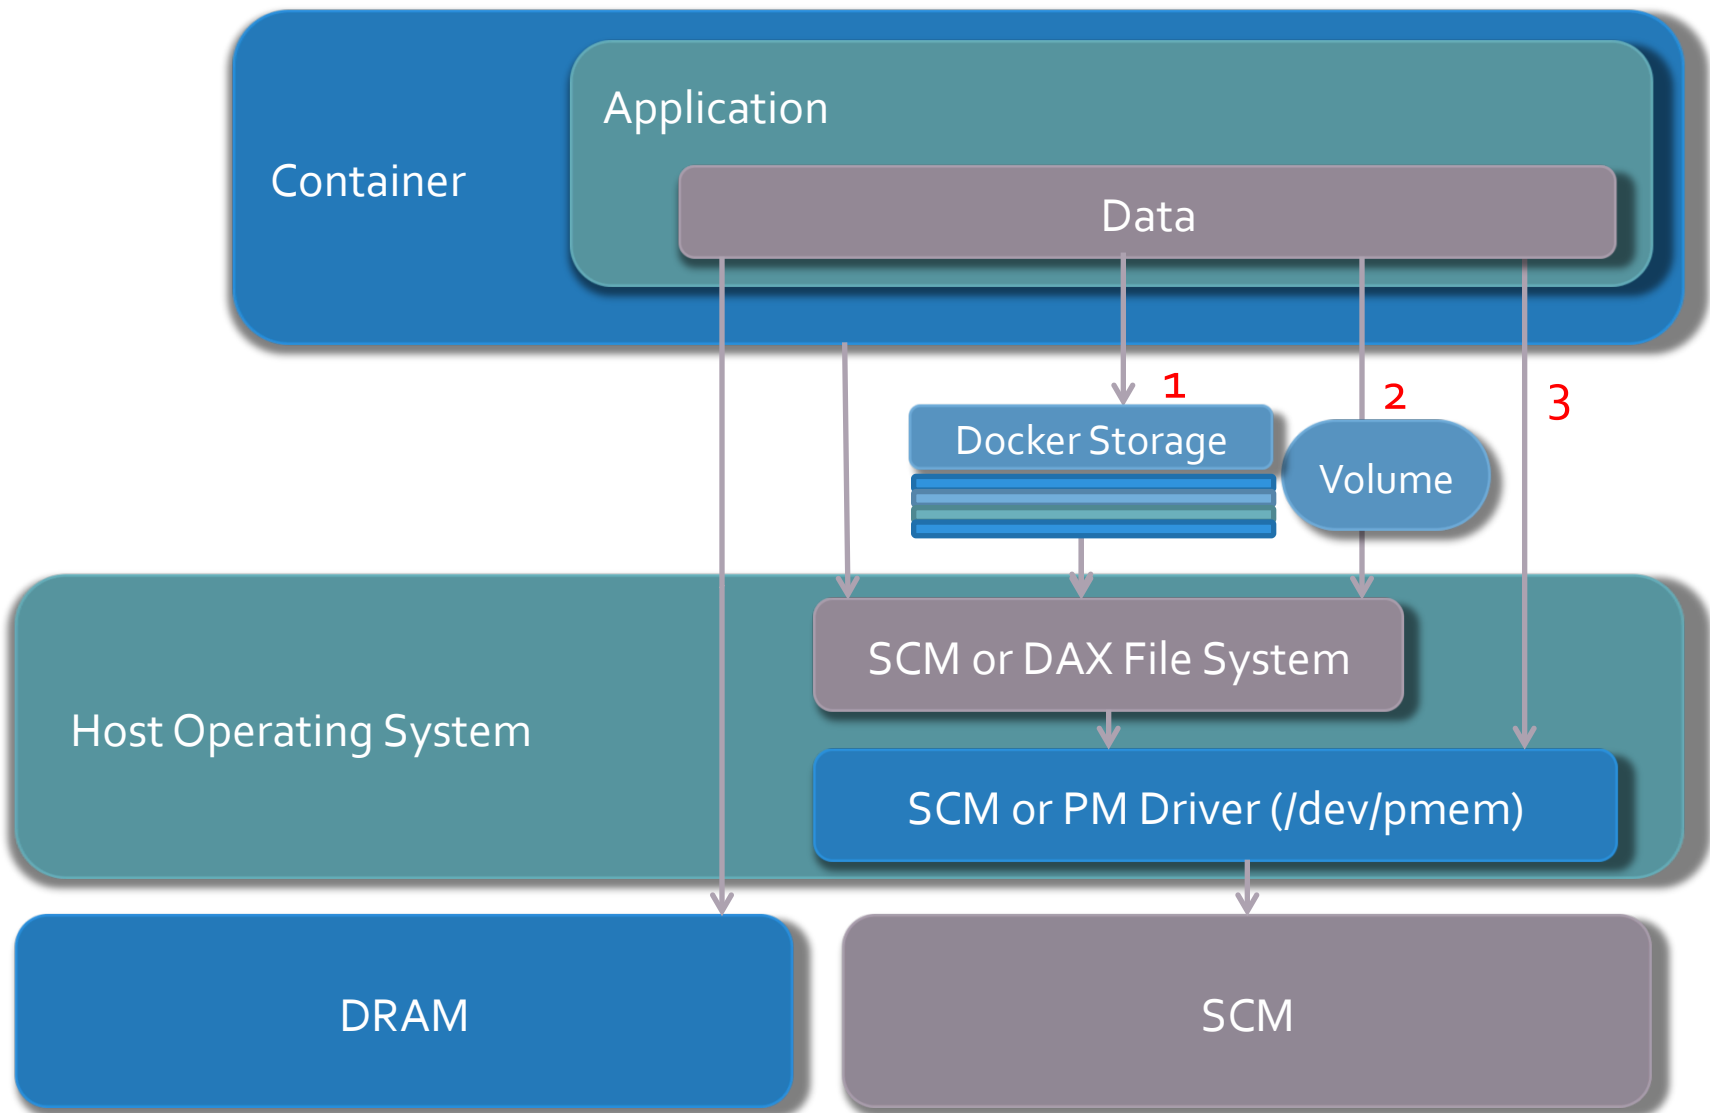 Application
Container
Data
1
2
3
Docker Storage
Volume
SCM or DAX File System
Host Operating System
SCM or PM Driver (/dev/pmem)
DRAM
SCM